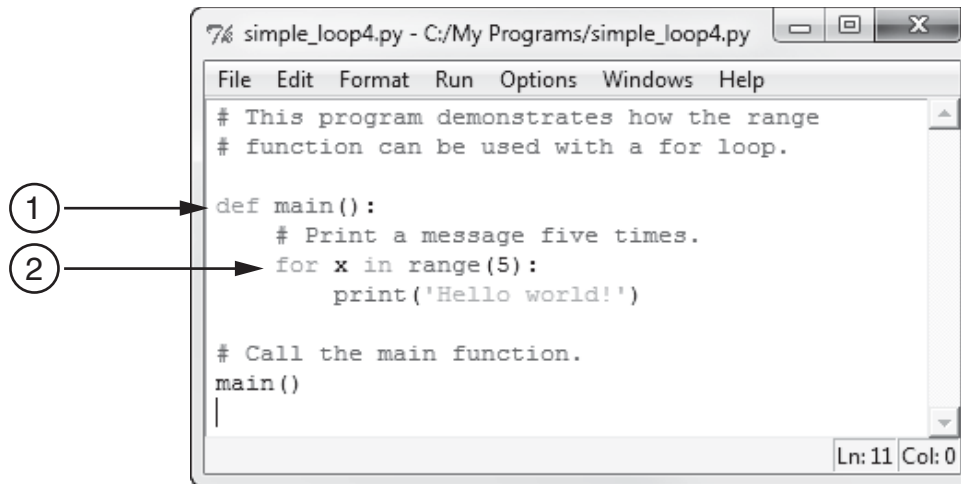 7% simple_loop4.py - C:/My Programs/simple_loop4.py
File Edit Format Run Options Windows Help
# This program demonstrates how the range
# function can be used with a for loop.
1 def main():
    # Print a message five times.
2     for x in range(5):
        print('Hello world!')
# Call the main function.
main()
Ln: 11 Col: 0